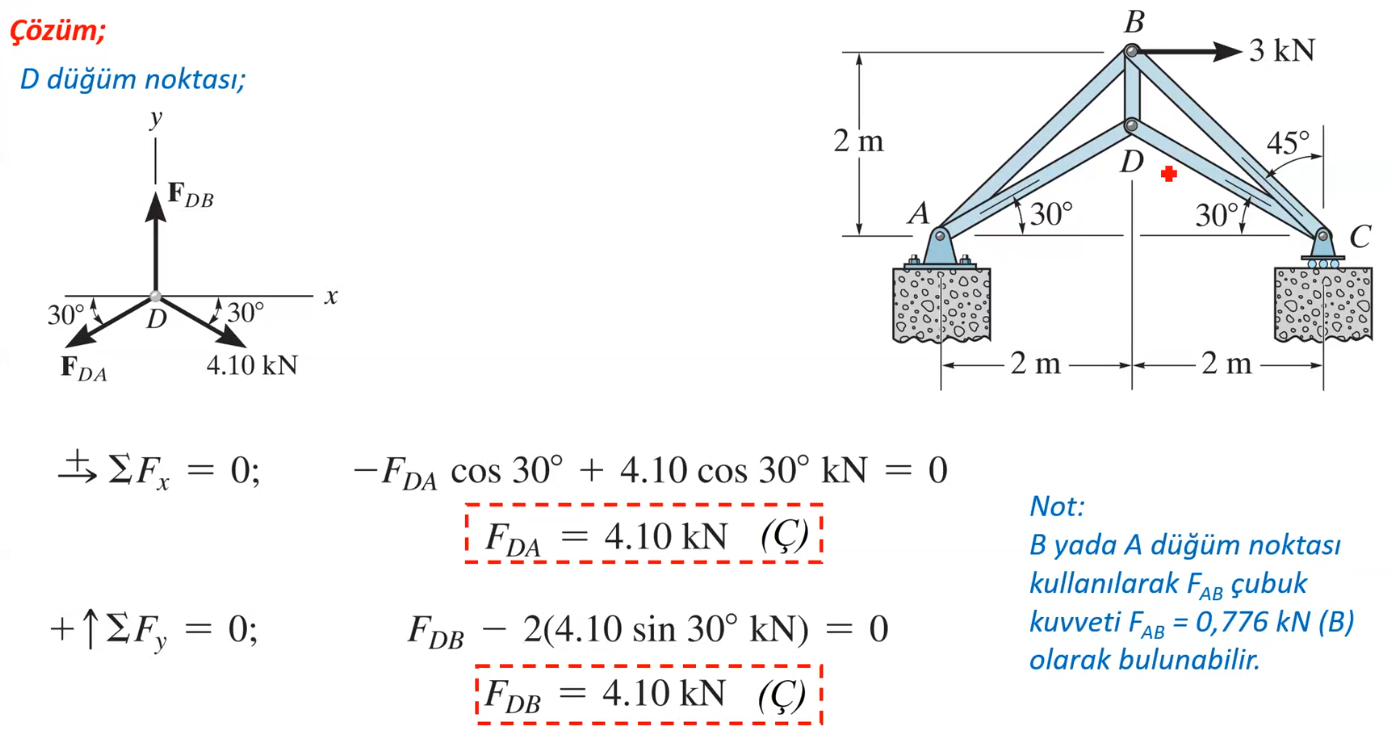 Çözüm;
D düğüm noktası;
y
F_DB
30°
30°
x
D
F_DA
4.10 kN
B
3 kN
2 m
45°
D
A
30°
30°
C
2 m
2 m
→+ ΣF_x = 0; −F_DA cos 30° + 4.10 cos 30° kN = 0
F_DA = 4.10 kN (Ç)
+↑ΣF_y = 0; F_DB − 2(4.10 sin 30° kN) = 0
F_DB = 4.10 kN (Ç)
Not:
B yada A düğüm noktası
kullanılarak F_AB çubuk
kuvveti F_AB = 0,776 kN (B)
olarak bulunabilir.